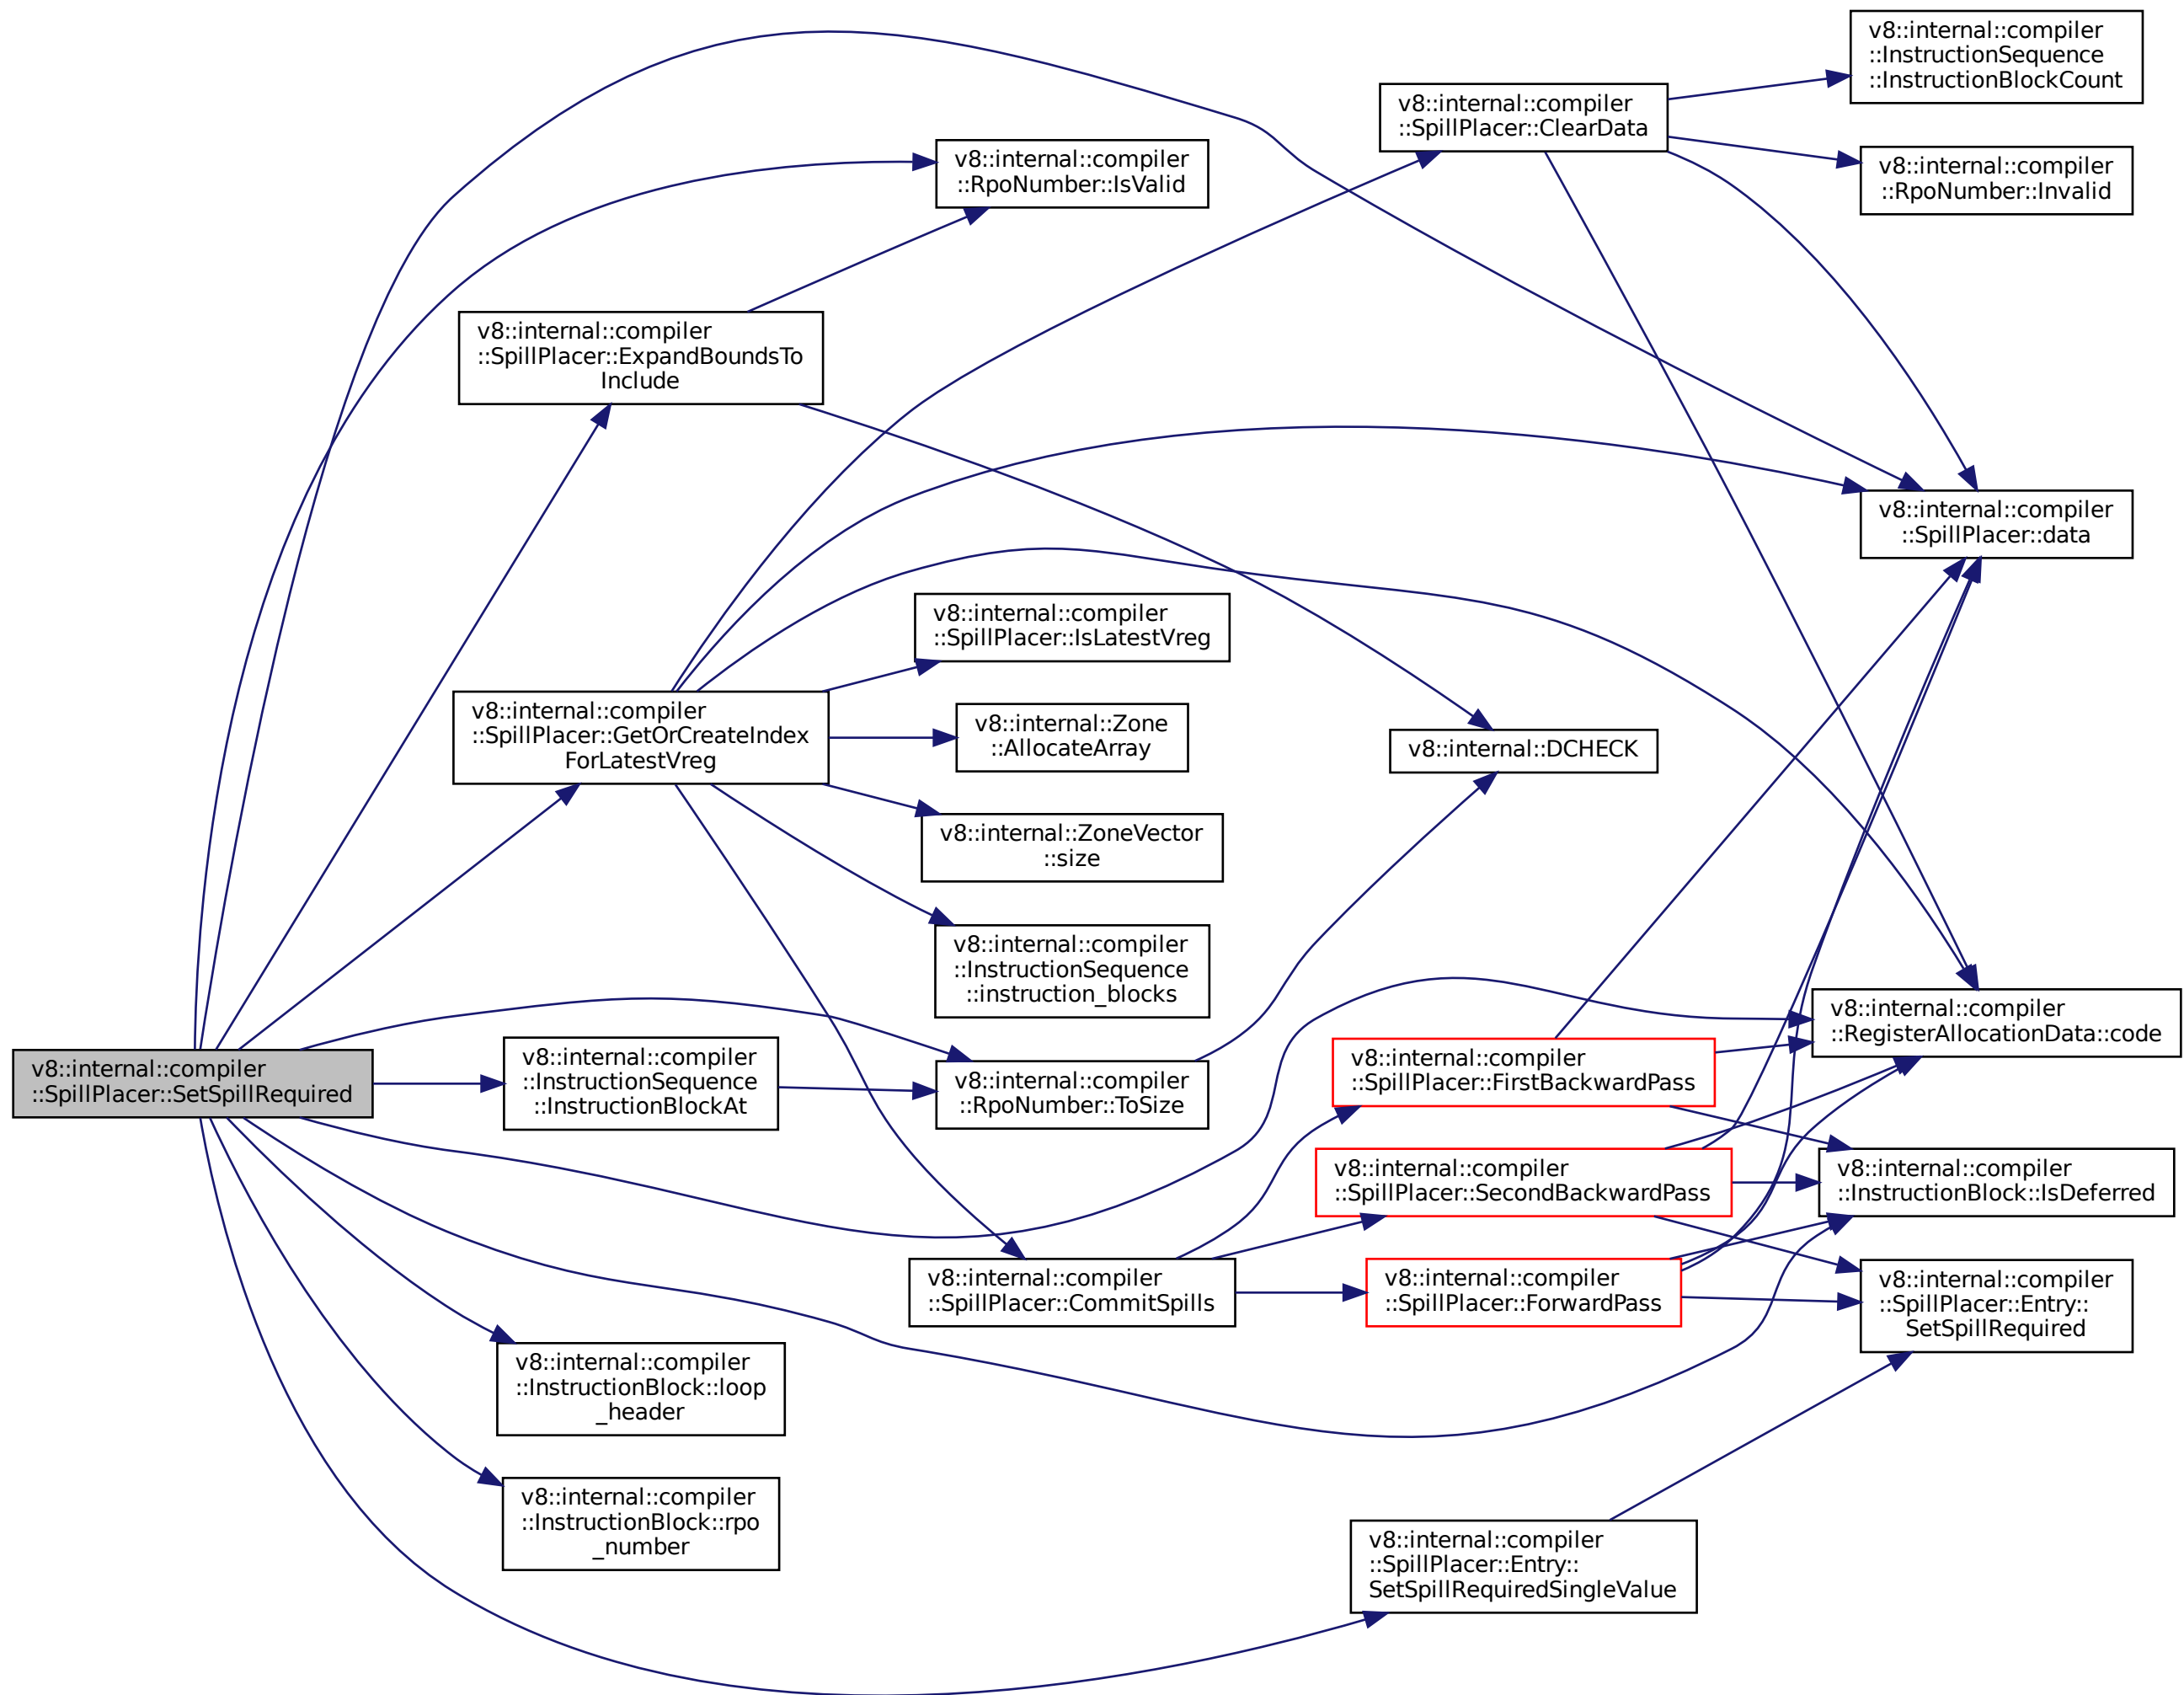 v8::internal::compiler
::InstructionSequence
::InstructionBlockCount
v8::internal::compiler
::SpillPlacer::ClearData
v8::internal::compiler
::RpoNumber::IsValid
v8::internal::compiler
::RpoNumber::Invalid
v8::internal::compiler
::SpillPlacer::ExpandBoundsTo
Include
v8::internal::compiler
::SpillPlacer::data
v8::internal::compiler
::SpillPlacer::IsLatestVreg
v8::internal::compiler
::SpillPlacer::GetOrCreateIndex
ForLatestVreg
v8::internal::Zone
::AllocateArray
v8::internal::DCHECK
v8::internal::ZoneVector
::size
v8::internal::compiler
::InstructionSequence
::instruction_blocks
v8::internal::compiler
::RegisterAllocationData::code
v8::internal::compiler
::SpillPlacer::SetSpillRequired
v8::internal::compiler
::InstructionSequence
::InstructionBlockAt
v8::internal::compiler
::RpoNumber::ToSize
v8::internal::compiler
::SpillPlacer::FirstBackwardPass
v8::internal::compiler
::SpillPlacer::SecondBackwardPass
v8::internal::compiler
::InstructionBlock::IsDeferred
v8::internal::compiler
::SpillPlacer::CommitSpills
v8::internal::compiler
::SpillPlacer::ForwardPass
v8::internal::compiler
::SpillPlacer::Entry::
SetSpillRequired
v8::internal::compiler
::InstructionBlock::loop
_header
v8::internal::compiler
::InstructionBlock::rpo
_number
v8::internal::compiler
::SpillPlacer::Entry::
SetSpillRequiredSingleValue